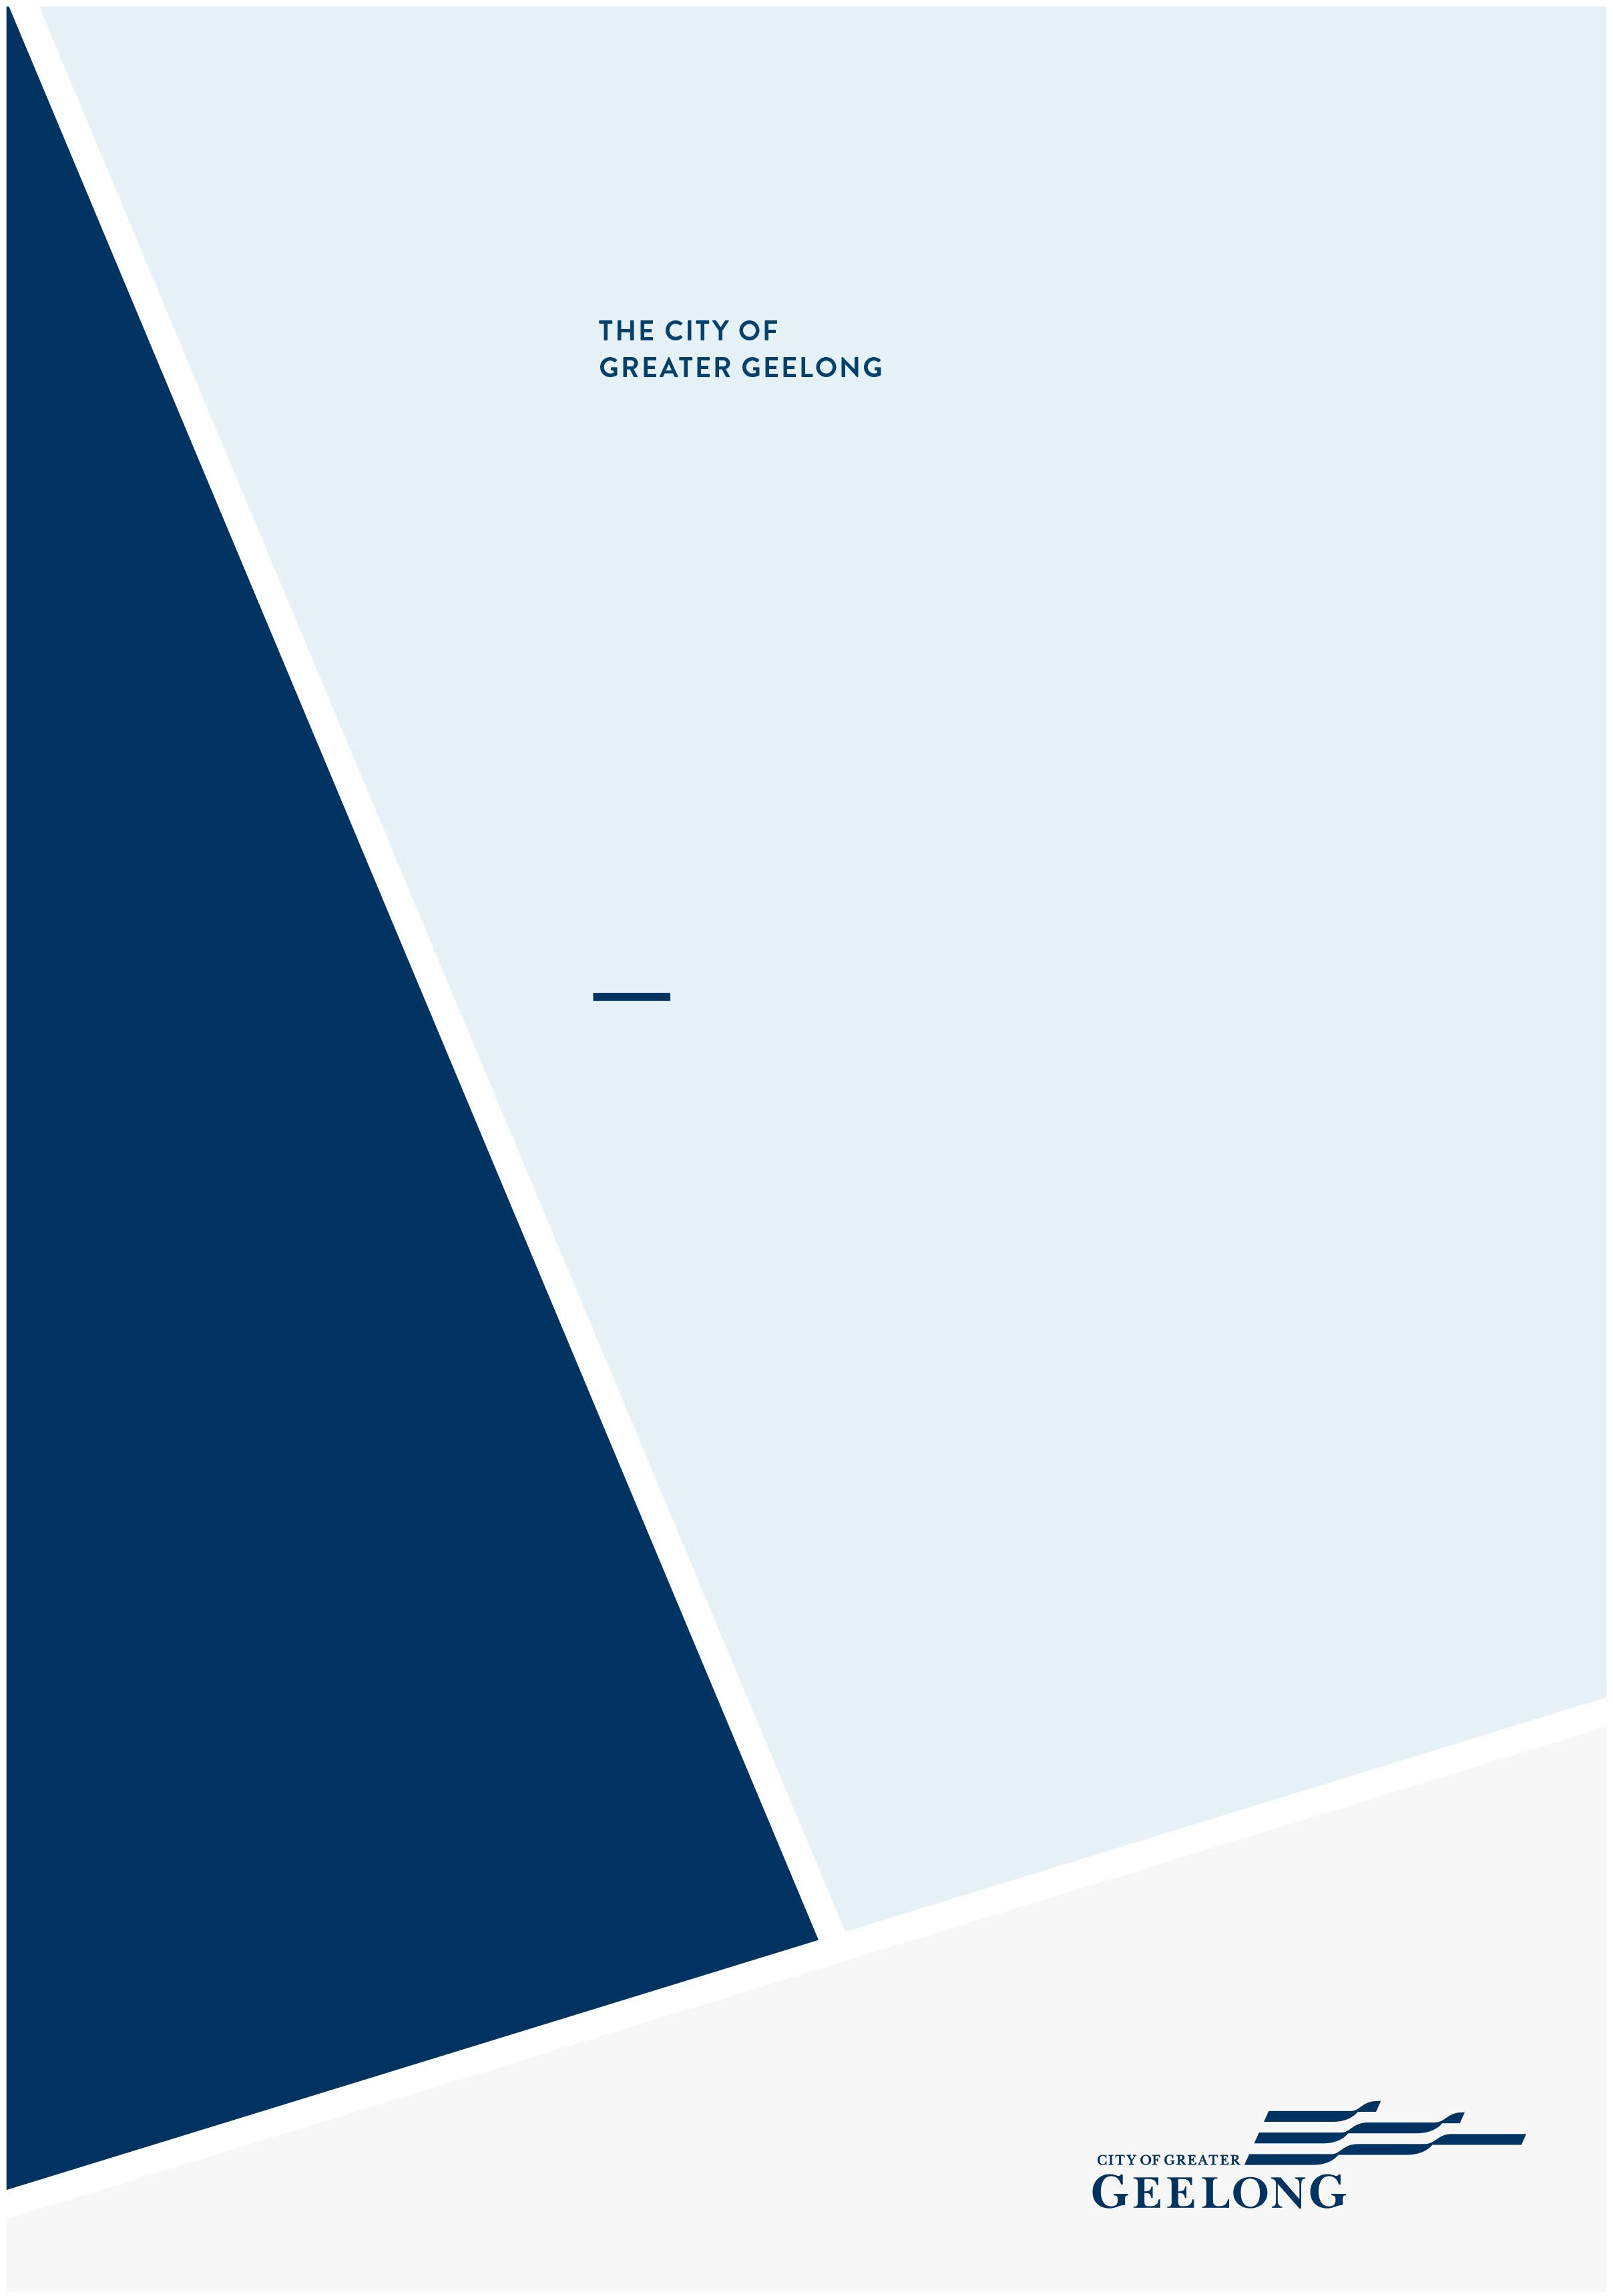 THE CITY OF
GREATER GEELONG
CITY OF GREATER
GEELONG